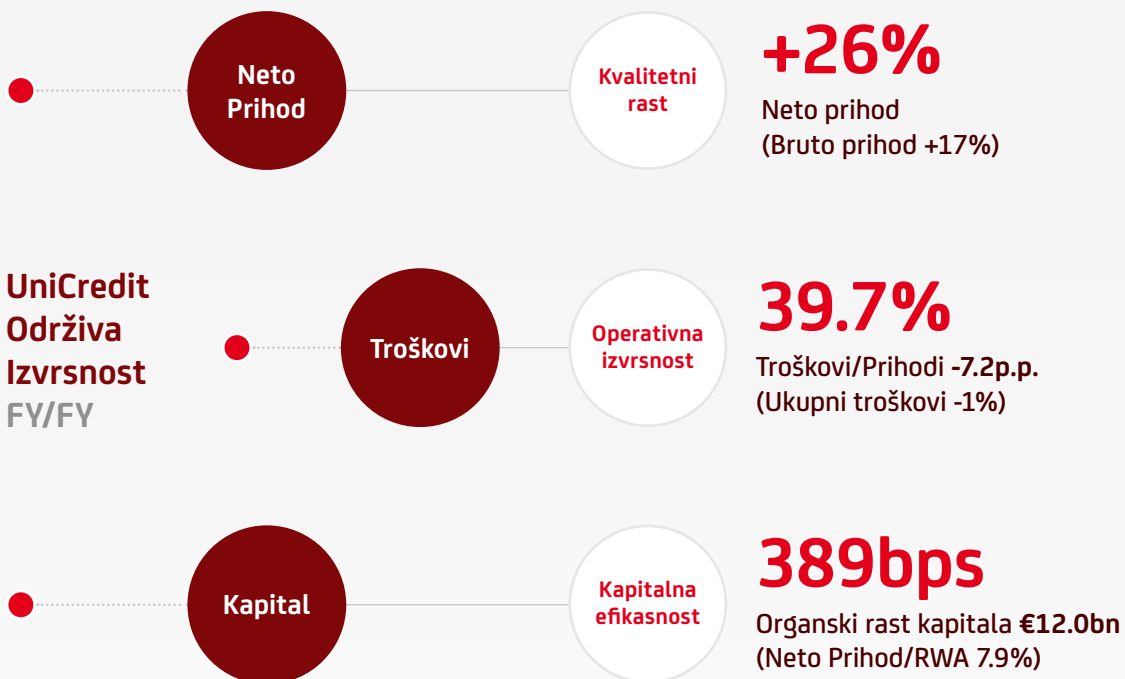 Neto
Prihod
Kvalitetni
rast
+26%
Neto prihod
(Bruto prihod +17%)
UniCredit
Održiva
Izvrsnost
FY/FY
Troškovi
Operativna
izvrsnost
39.7%
Troškovi/Prihodi -7.2p.p.
(Ukupni troškovi -1%)
Kapital
Kapitalna
efikasnost
389bps
Organski rast kapitala €12.0bn
(Neto Prihod/RWA 7.9%)